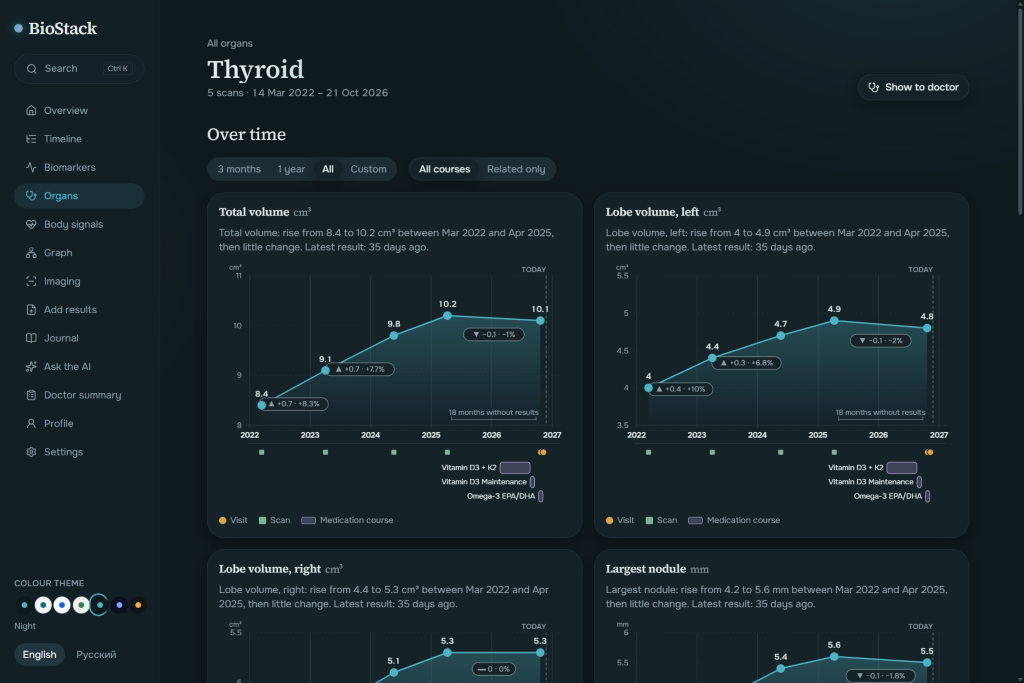 BioStack
Search Ctrl K
Overview
Timeline
Biomarkers
Organs
Body signals
Graph
Imaging
Add results
Journal
Ask the AI
Doctor summary
Profile
Settings
COLOUR THEME
Night
English Русский
All organs
Thyroid
5 scans · 14 Mar 2022 – 21 Oct 2026
Show to doctor
Over time
3 months 1 year All Custom All courses Related only
Total volume cm³
Total volume: rise from 8.4 to 10.2 cm³ between Mar 2022 and Apr 2025,
then little change. Latest result: 35 days ago.
cm³
TODAY
11
10
9
8
8.4
9.1
9.8
10.2
10.1
▲ +0.7 · +8.3%
▲ +0.7 · +7.7%
▼ −0.1 · −1%
18 months without results
2022 2023 2024 2025 2026 2027
Vitamin D3 + K2
Vitamin D3 Maintenance
Omega-3 EPA/DHA
Visit Scan Medication course
Lobe volume, left cm³
Lobe volume, left: rise from 4 to 4.9 cm³ between Mar 2022 and Apr 2025,
then little change. Latest result: 35 days ago.
cm³
TODAY
5.5
5
4.5
4
3.5
4
4.4
4.7
4.9
4.8
▲ +0.4 · +10%
▲ +0.3 · +6.8%
▼ −0.1 · −2%
18 months without results
2022 2023 2024 2025 2026 2027
Vitamin D3 + K2
Vitamin D3 Maintenance
Omega-3 EPA/DHA
Visit Scan Medication course
Lobe volume, right cm³
Lobe volume, right: rise from 4.4 to 5.3 cm³ between Mar 2022 and Apr
2025, then little change. Latest result: 35 days ago.
cm³
TODAY
5.5
5.1
5.3
5.3
0 · 0%
Largest nodule mm
Largest nodule: rise from 4.2 to 5.6 mm between Mar 2022 and Apr 2025,
then little change. Latest result: 35 days ago.
mm
TODAY
6
5.5
5.4
5.6
5.5
▼ −0.1 · −1.8%